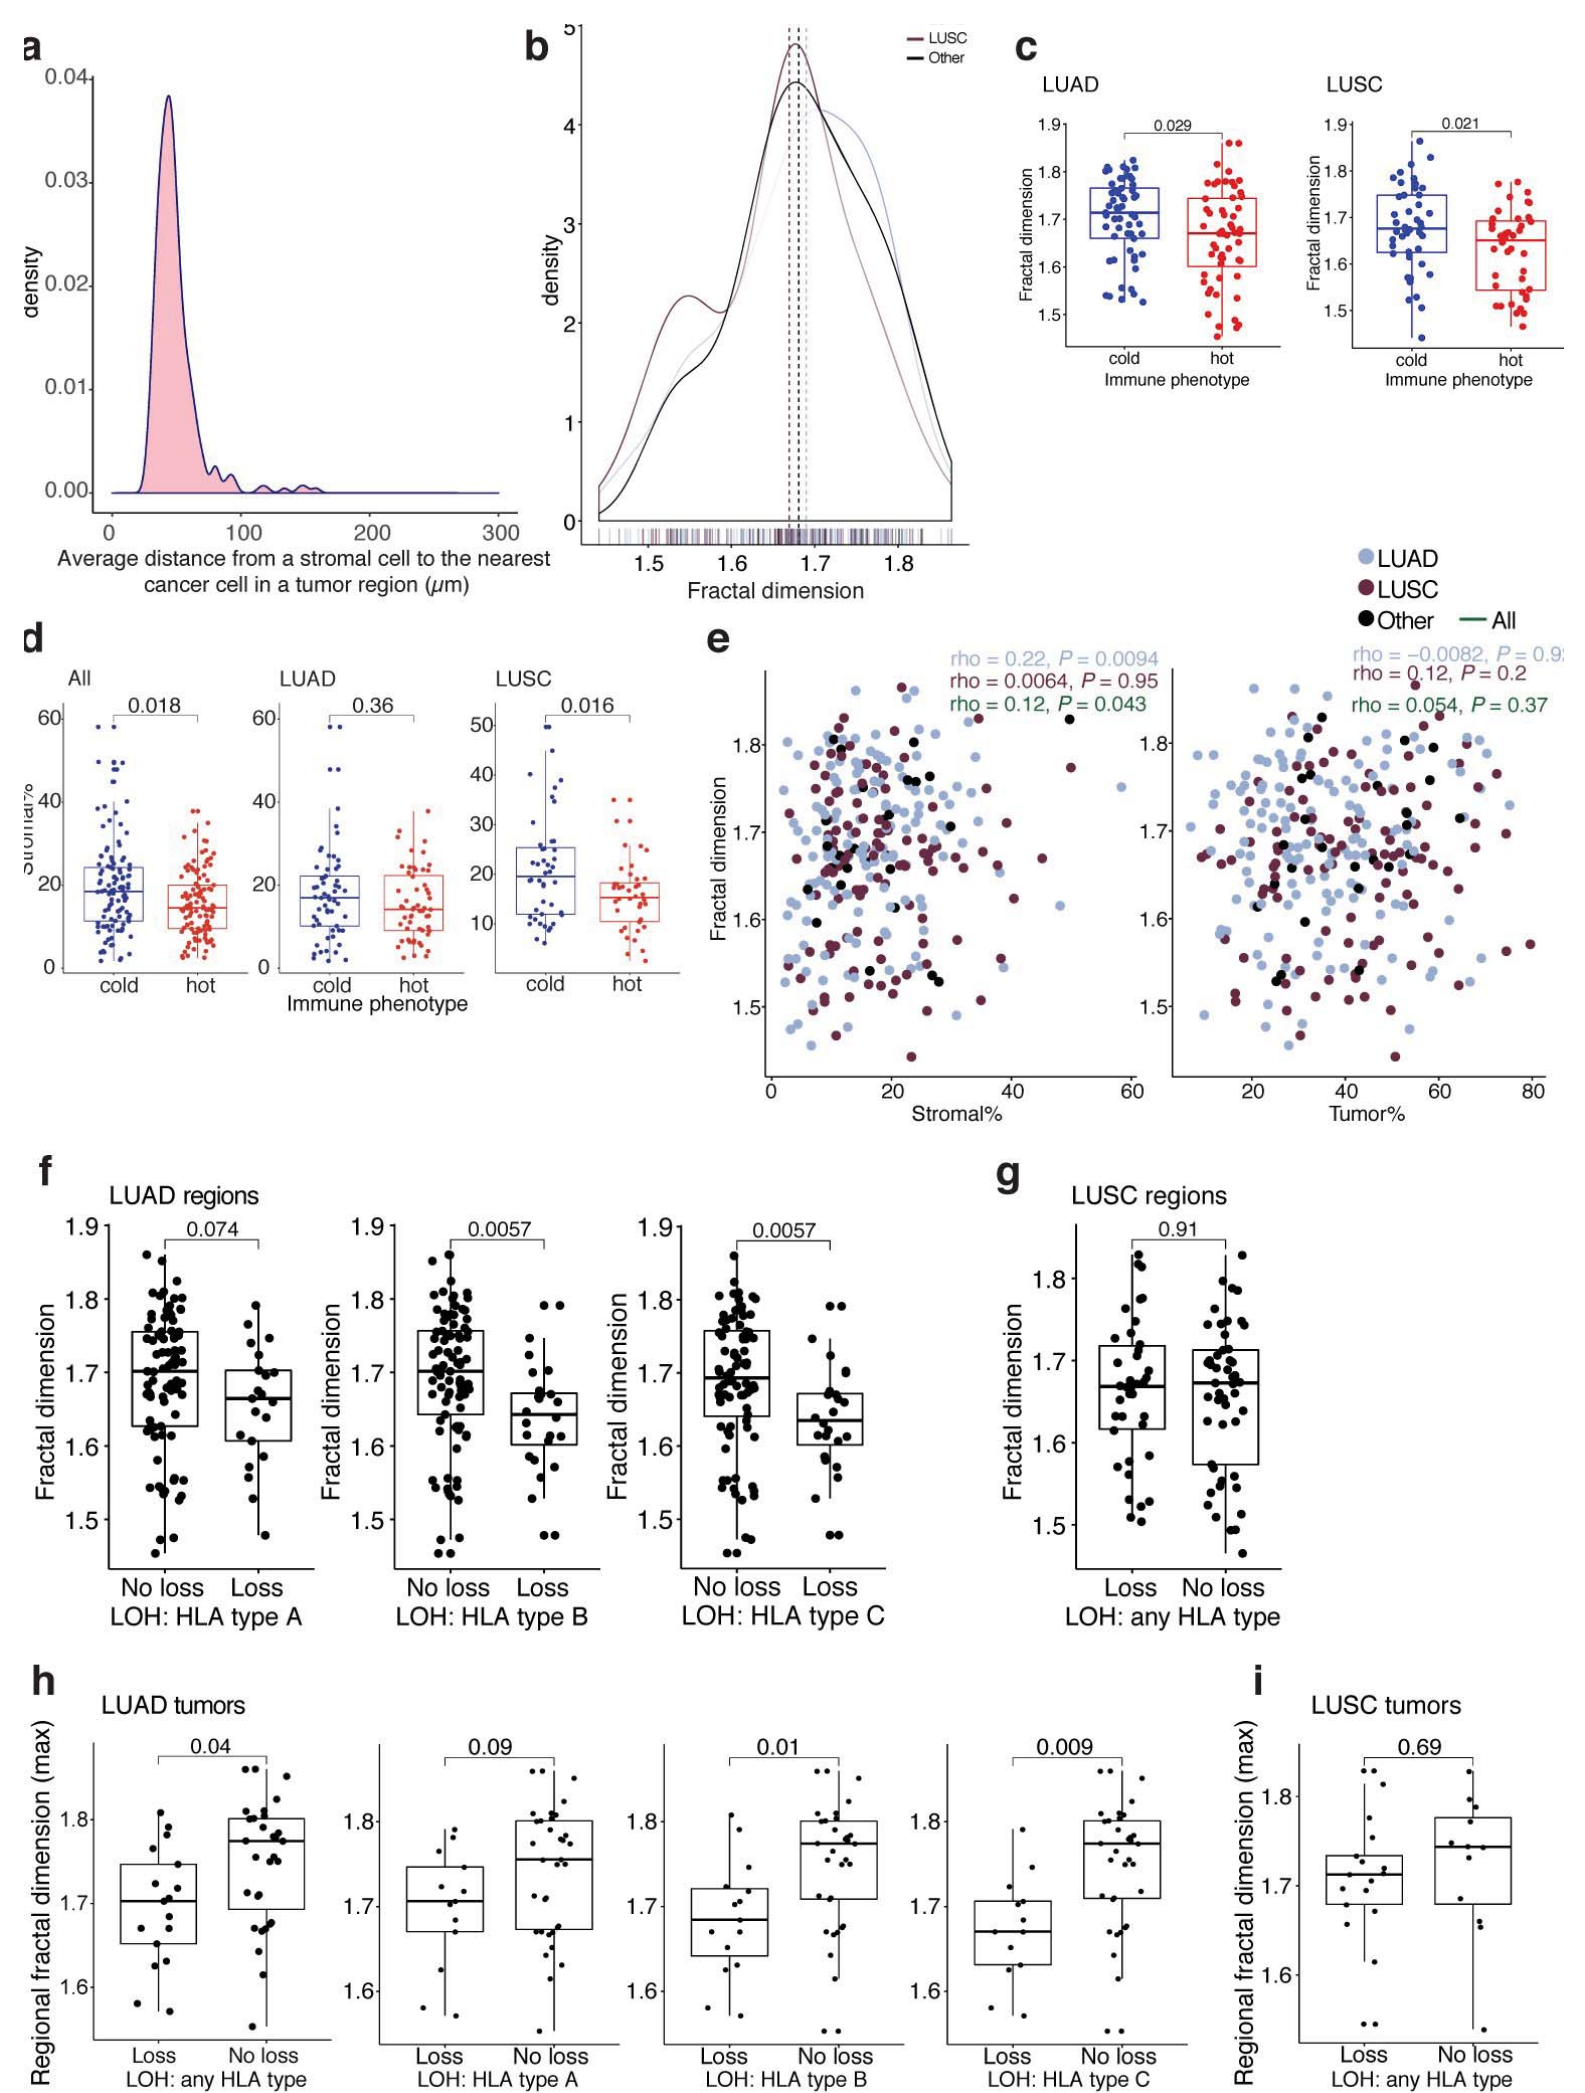 a
0.04
0.03
0.02
0.01
0.00
density
0 100 200 300
Average distance from a stromal cell to the nearest
cancer cell in a tumor region (μm)
b
5
4
3
2
1
0
density
LUSC
Other
1.5 1.6 1.7 1.8
Fractal dimension
c
LUAD
0.029
1.9
1.8
1.7
1.6
1.5
Fractal dimension
cold hot
Immune phenotype
LUSC
0.021
1.9
1.8
1.7
1.6
1.5
Fractal dimension
cold hot
Immune phenotype
d
All
0.018
60
40
20
0
cold hot
LUAD
0.36
60
40
20
0
cold hot
LUSC
0.016
50
40
30
20
10
cold hot
Immune phenotype
e
LUAD
LUSC
Other All
rho = 0.22, P = 0.0094
rho = 0.0064, P = 0.95
rho = 0.12, P = 0.043
1.8
1.7
1.6
1.5
Fractal dimension
0 20 40 60
Stromal%
rho = −0.0082, P = 0.9
rho = 0.12, P = 0.2
rho = 0.054, P = 0.37
1.8
1.7
1.6
1.5
20 40 60 80
Tumor%
f
LUAD regions
0.074
1.9
1.8
1.7
1.6
1.5
Fractal dimension
No loss Loss
LOH: HLA type A
0.0057
1.9
1.8
1.7
1.6
1.5
Fractal dimension
No loss Loss
LOH: HLA type B
0.0057
1.9
1.8
1.7
1.6
1.5
Fractal dimension
No loss Loss
LOH: HLA type C
g
LUSC regions
0.91
1.8
1.7
1.6
1.5
Fractal dimension
Loss No loss
LOH: any HLA type
h
LUAD tumors
Regional fractal dimension (max)
0.04
1.8
1.7
1.6
Loss No loss
LOH: any HLA type
0.09
1.8
1.7
1.6
Loss No loss
LOH: HLA type A
0.01
1.8
1.7
1.6
Loss No loss
LOH: HLA type B
0.009
1.8
1.7
1.6
Loss No loss
LOH: HLA type C
i
LUSC tumors
Regional fractal dimension (max)
0.69
1.8
1.7
1.6
Loss No loss
LOH: any HLA type